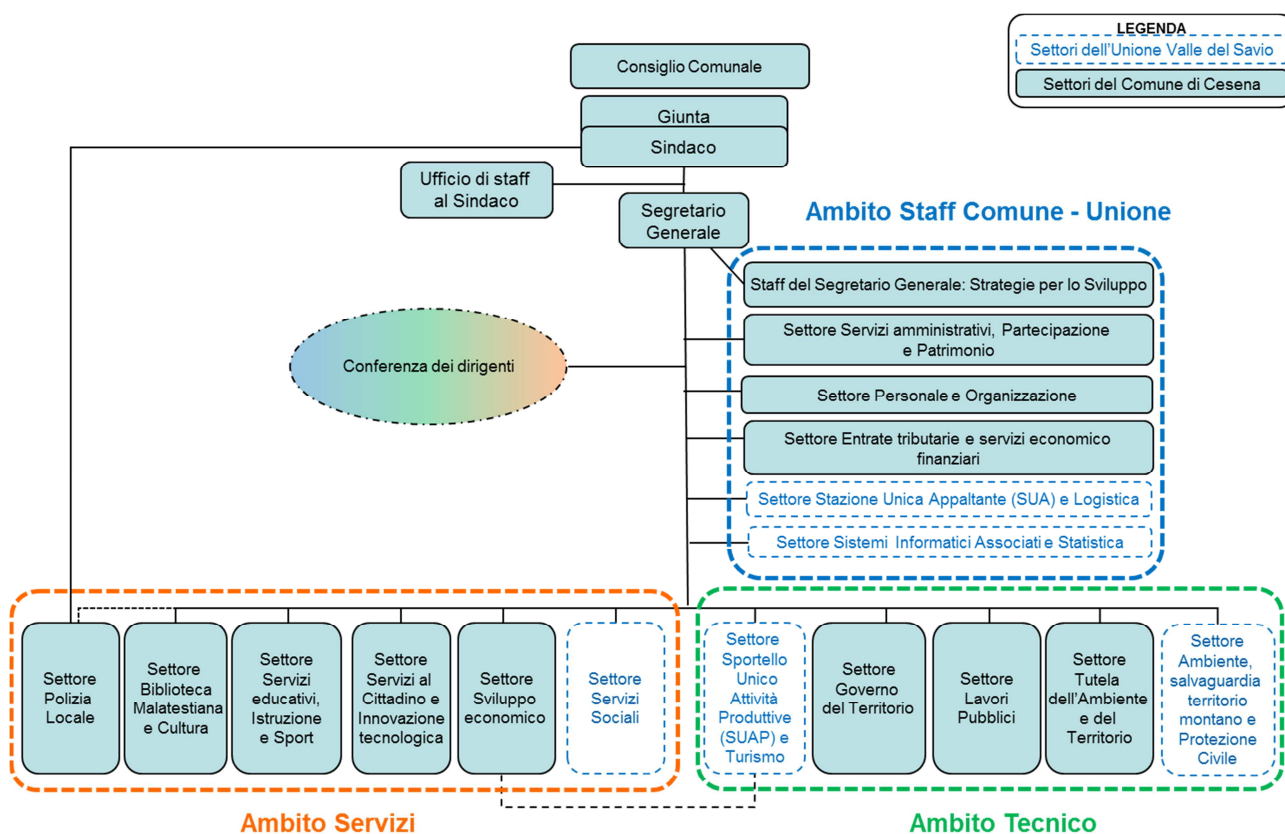 LEGENDA
Settori dell'Unione Valle del Savio
Settori del Comune di Cesena
Consiglio Comunale
Giunta
Sindaco
Ufficio di staff
al Sindaco
Segretario
Generale
Ambito Staff Comune - Unione
Staff del Segretario Generale: Strategie per lo Sviluppo
Settore Servizi amministrativi, Partecipazione
e Patrimonio
Conferenza dei dirigenti
Settore Personale e Organizzazione
Settore Entrate tributarie e servizi economico
finanziari
Settore Stazione Unica Appaltante (SUA) e Logistica
Settore Sistemi Informatici Associati e Statistica
Settore
Polizia
Locale
Settore
Biblioteca
Malatestiana
e Cultura
Settore
Servizi
educativi,
Istruzione
e Sport
Settore
Servizi al
Cittadino e
Innovazione
tecnologica
Settore
Sviluppo
economico
Settore
Servizi
Sociali
Settore
Sportello
Unico
Attività
Produttive
(SUAP) e
Turismo
Settore
Governo
del Territorio
Settore
Lavori
Pubblici
Settore
Tutela
dell'Ambiente
e del
Territorio
Settore
Ambiente,
salvaguardia
territorio
montano e
Protezione
Civile
Ambito Servizi
Ambito Tecnico